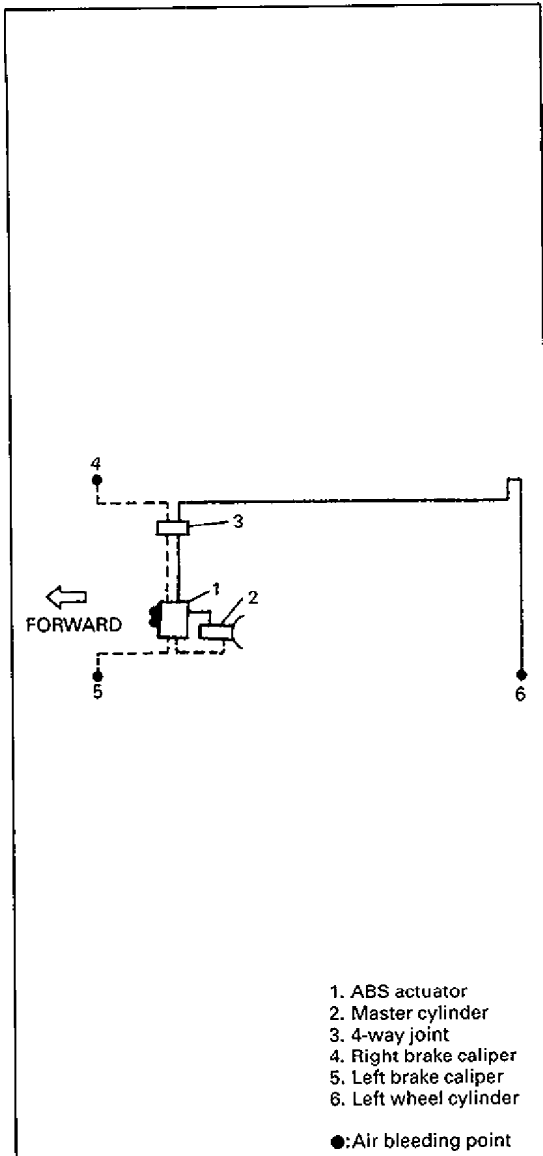 4
3
1
2
FORWARD
5
6
1. ABS actuator
2. Master cylinder
3. 4-way joint
4. Right brake caliper
5. Left brake caliper
6. Left wheel cylinder
●:Air bleeding point